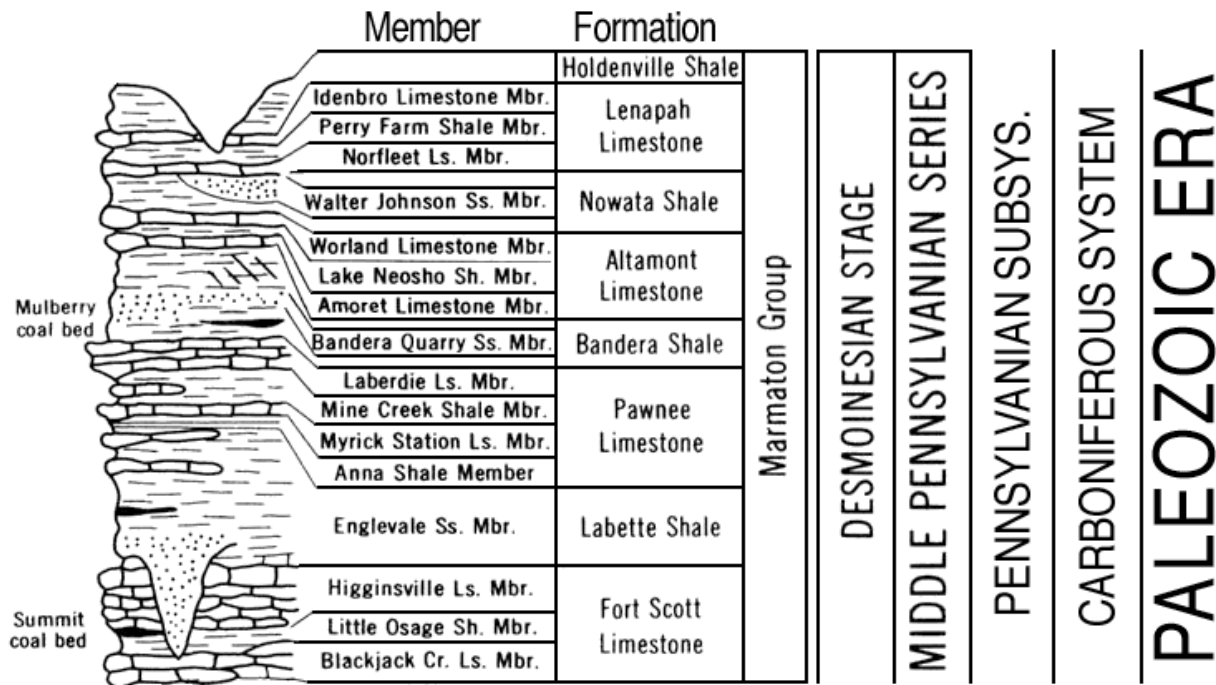 Member
Formation
Holdenville Shale
Idenbro Limestone Mbr.
Perry Farm Shale Mbr.
Norfleet Ls. Mbr.
Lenapah
Limestone
Walter Johnson Ss. Mbr.
Nowata Shale
Worland Limestone Mbr.
Lake Neosho Sh. Mbr.
Amoret Limestone Mbr.
Altamont
Limestone
Mulberry
coal bed
Bandera Quarry Ss. Mbr.
Bandera Shale
Laberdie Ls. Mbr.
Mine Creek Shale Mbr.
Myrick Station Ls. Mbr.
Anna Shale Member
Pawnee
Limestone
Englevale Ss. Mbr.
Labette Shale
Higginsville Ls. Mbr.
Little Osage Sh. Mbr.
Blackjack Cr. Ls. Mbr.
Fort Scott
Limestone
Summit
coal bed
Marmaton Group
DESMOINESIAN STAGE
MIDDLE PENNSYLVANIAN SERIES
PENNSYLVANIAN SUBSYS.
CARBONIFEROUS SYSTEM
PALEOZOIC ERA